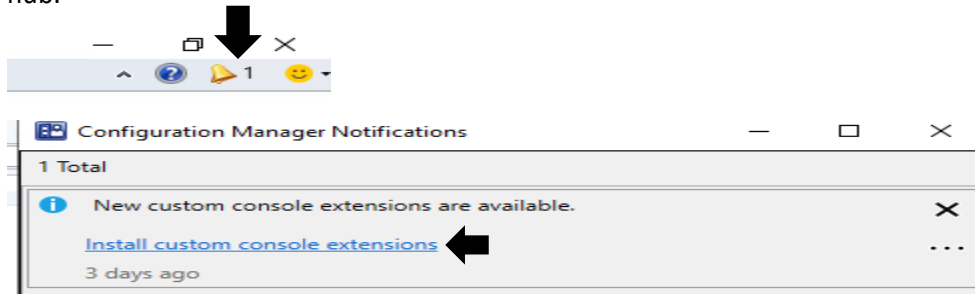 hub.
1
Configuration Manager Notifications
1 Total
New custom console extensions are available.
Install custom console extensions
3 days ago